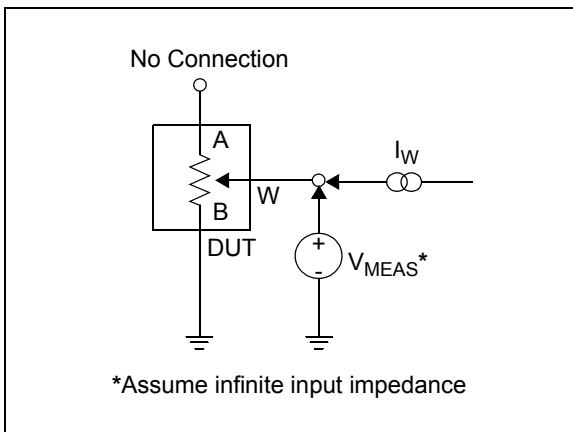 No Connection
A
I_W
W
B
DUT
+
-
V_MEAS*
*Assume infinite input impedance